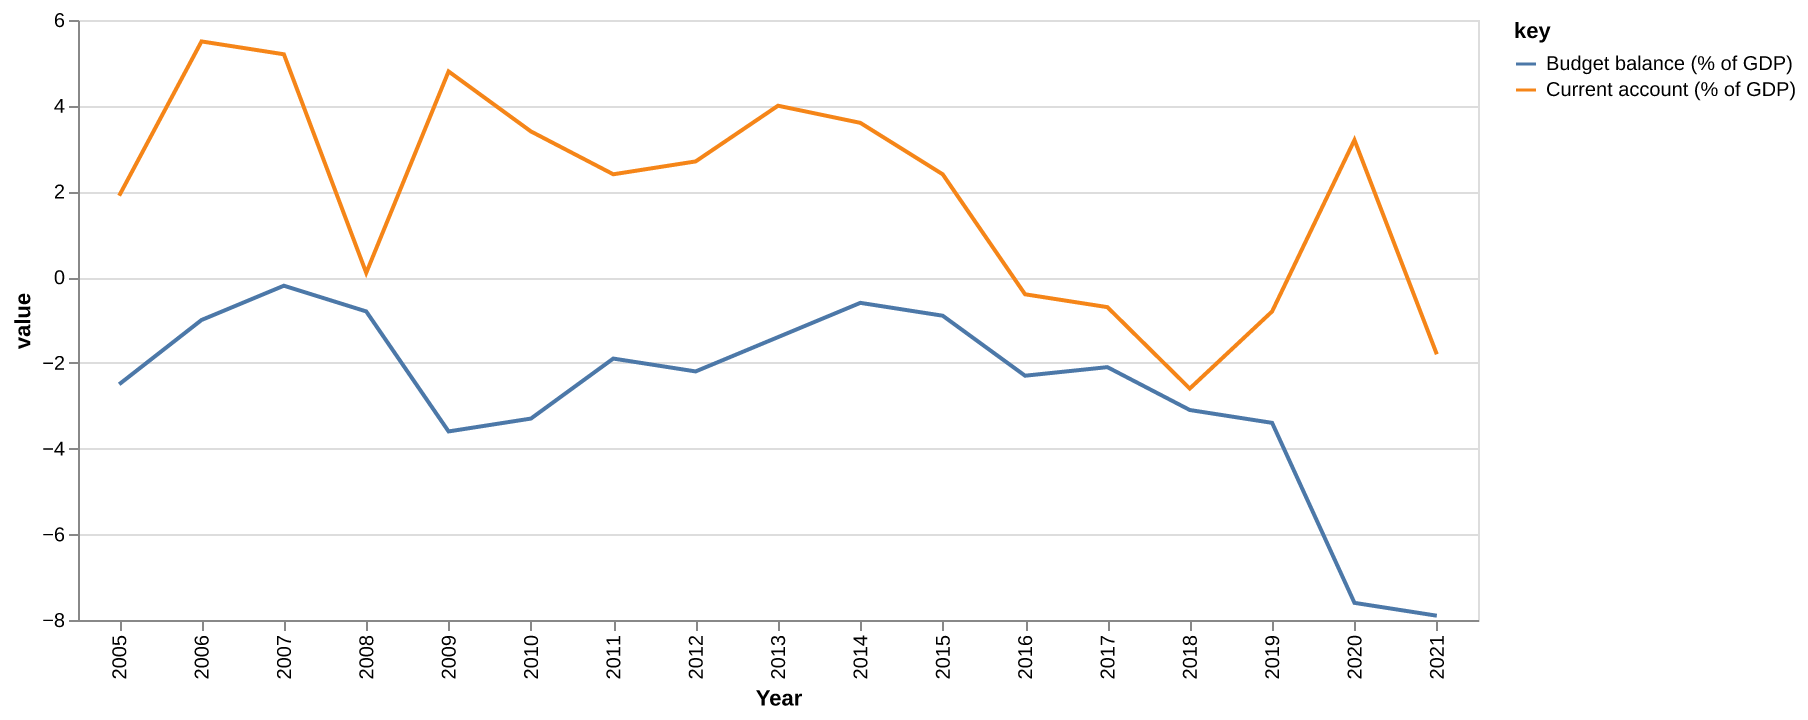 key
Budget balance (% of GDP)
Current account (% of GDP)
value
6
4
2
0
−2
−4
−6
−8
2005 2006 2007 2008 2009 2010 2011 2012 2013 2014 2015 2016 2017 2018 2019 2020 2021
Year